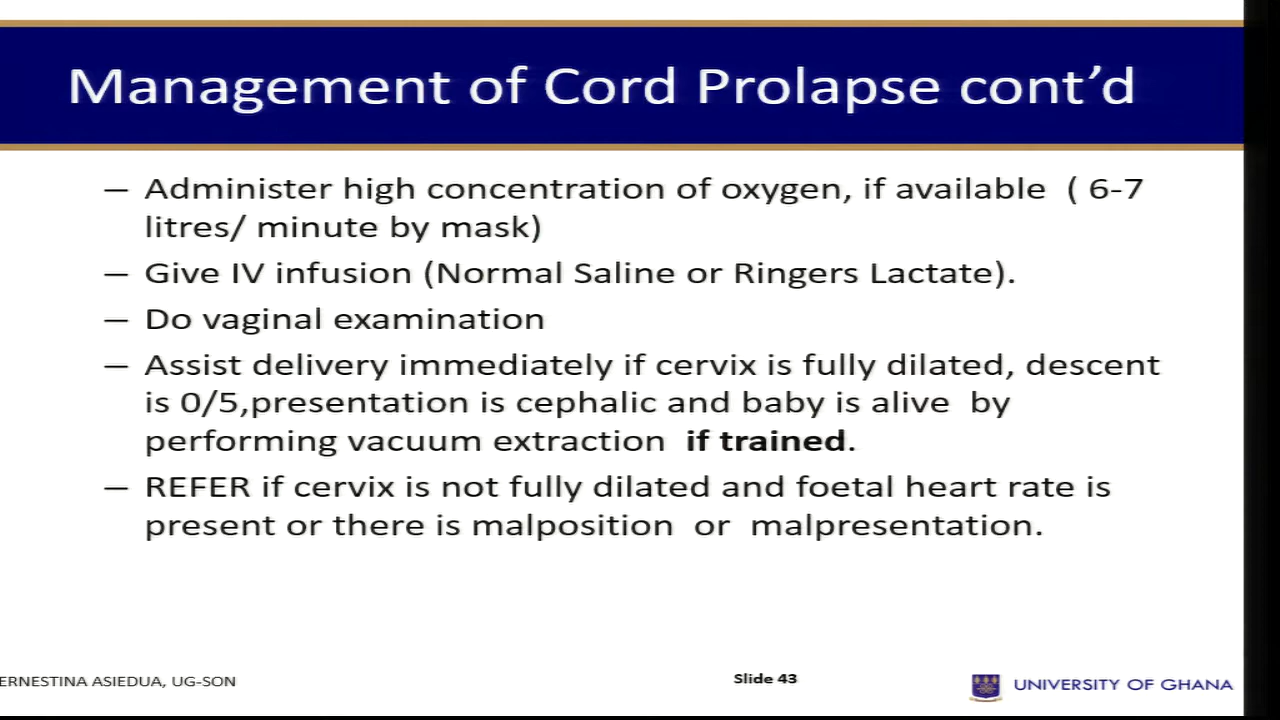 Management of Cord Prolapse cont’d
– Administer high concentration of oxygen, if available ( 6-7
litres/ minute by mask)
– Give IV infusion (Normal Saline or Ringers Lactate).
– Do vaginal examination
– Assist delivery immediately if cervix is fully dilated, descent
is 0/5,presentation is cephalic and baby is alive by
performing vacuum extraction if trained.
– REFER if cervix is not fully dilated and foetal heart rate is
present or there is malposition or malpresentation.
ERNESTINA ASIEDUA, UG-SON
Slide 43
UNIVERSITY OF GHANA